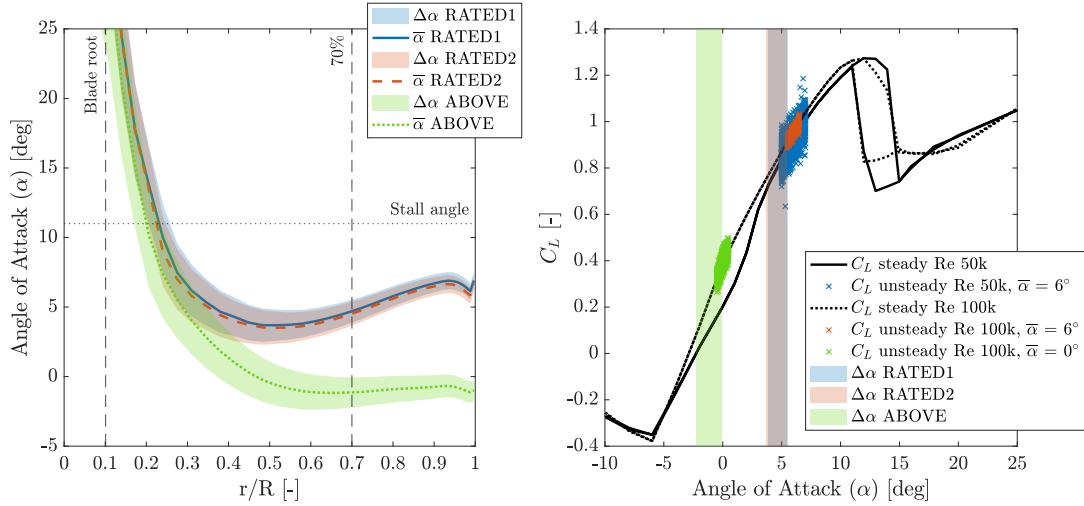 25
20
15
10
5
0
-5
0
0.1
0.2
0.3
0.4
0.5
0.6
0.7
0.8
0.9
1
Angle of Attack (α) [deg]
r/R [-]
Blade root
70%
Stall angle
Δα RATED1
α̅ RATED1
Δα RATED2
α̅ RATED2
Δα ABOVE
α̅ ABOVE
1.4
1.2
1
0.8
0.6
0.4
0.2
0
-0.2
-0.4
-10
-5
0
5
10
15
20
25
C_L [-]
Angle of Attack (α) [deg]
C_L steady Re 50k
C_L unsteady Re 50k, α̅ = 6°
C_L steady Re 100k
C_L unsteady Re 100k, α̅ = 6°
C_L unsteady Re 100k, α̅ = 0°
Δα RATED1
Δα RATED2
Δα ABOVE